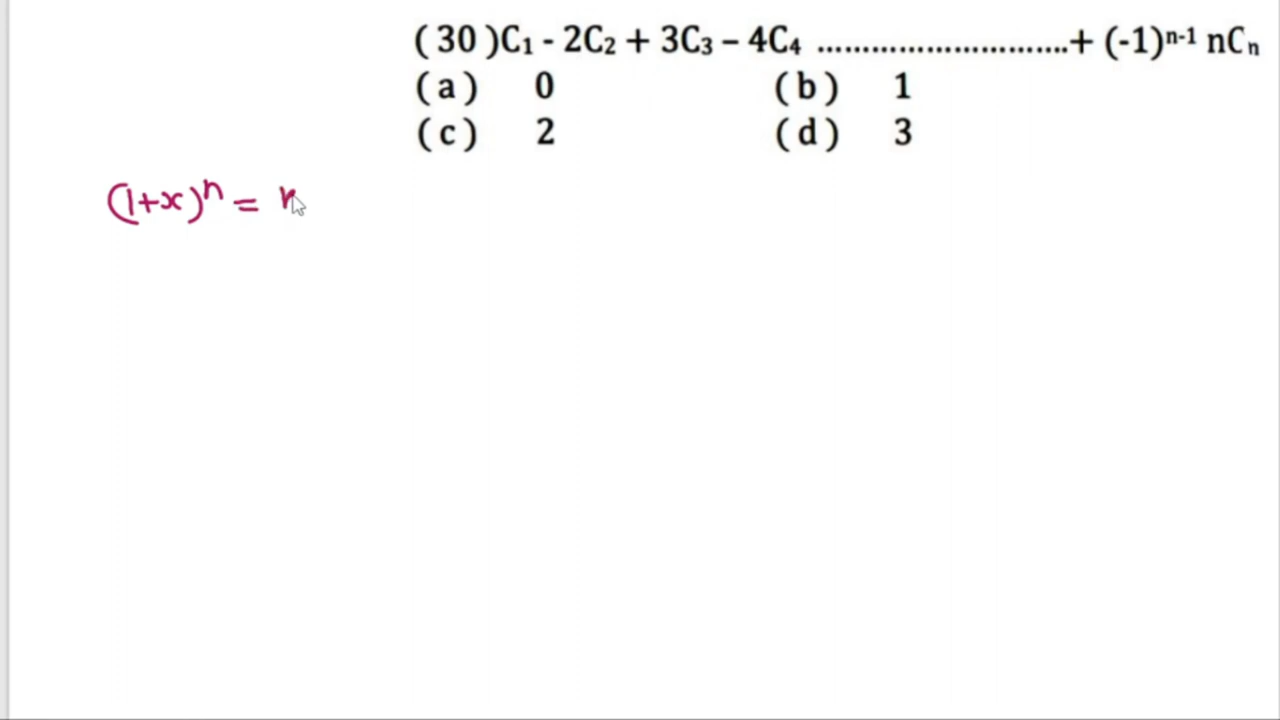 ( 30 )C₁ - 2C₂ + 3C₃ – 4C₄ ............................+ (-1)ⁿ⁻¹ nCₙ
( a ) 0 ( b ) 1
( c ) 2 ( d ) 3
(1+x)ⁿ = n